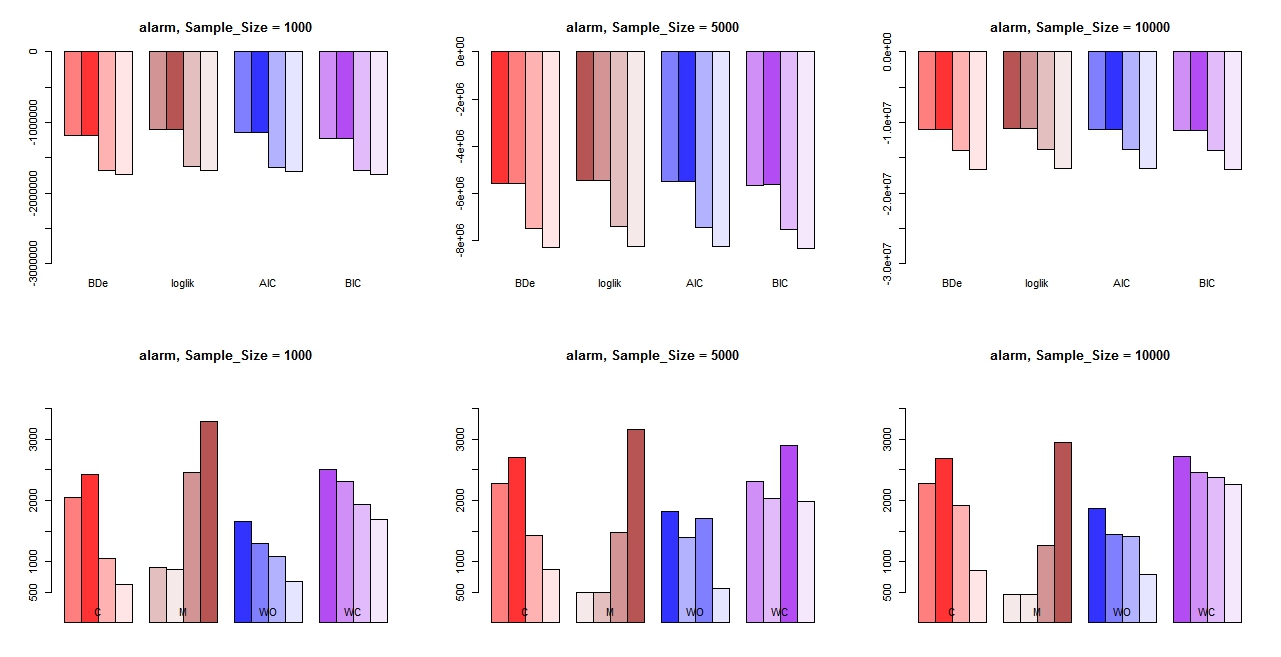 alarm, Sample_Size = 1000
0
-1000000
-2000000
-3000000
BDe loglik AIC BIC
alarm, Sample_Size = 5000
0e+00
-2e+06
-4e+06
-6e+06
-8e+06
BDe loglik AIC BIC
alarm, Sample_Size = 10000
0.0e+00
-1.0e+07
-2.0e+07
-3.0e+07
BDe loglik AIC BIC
alarm, Sample_Size = 1000
3000
2000
1000
500
C M WO WC
alarm, Sample_Size = 5000
3000
2000
1000
500
C M WO WC
alarm, Sample_Size = 10000
3000
2000
1000
500
C M WO WC